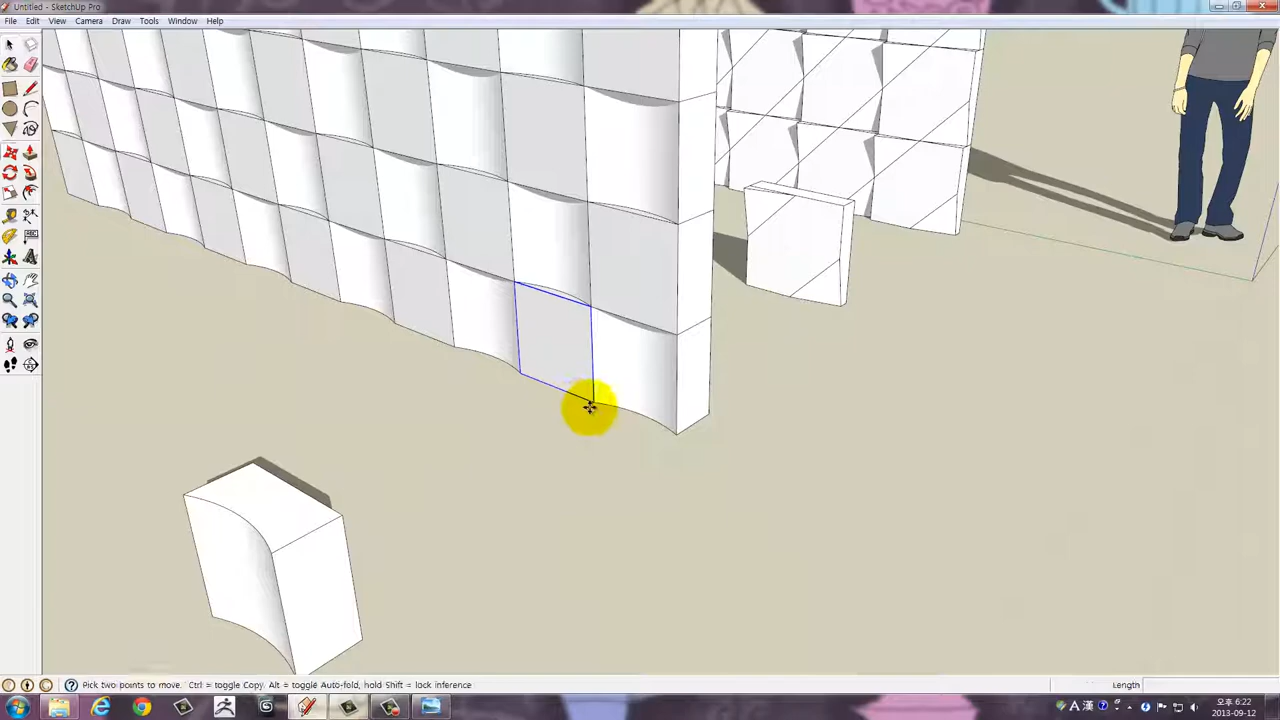 Untitled - SketchUp Pro
File Edit View Camera Draw Tools Window Help
Pick two points to move. Ctrl = toggle Copy. Alt = toggle Auto-fold, hold Shift = lock inference
Length
A 漢
오후 6:22
2013-09-12